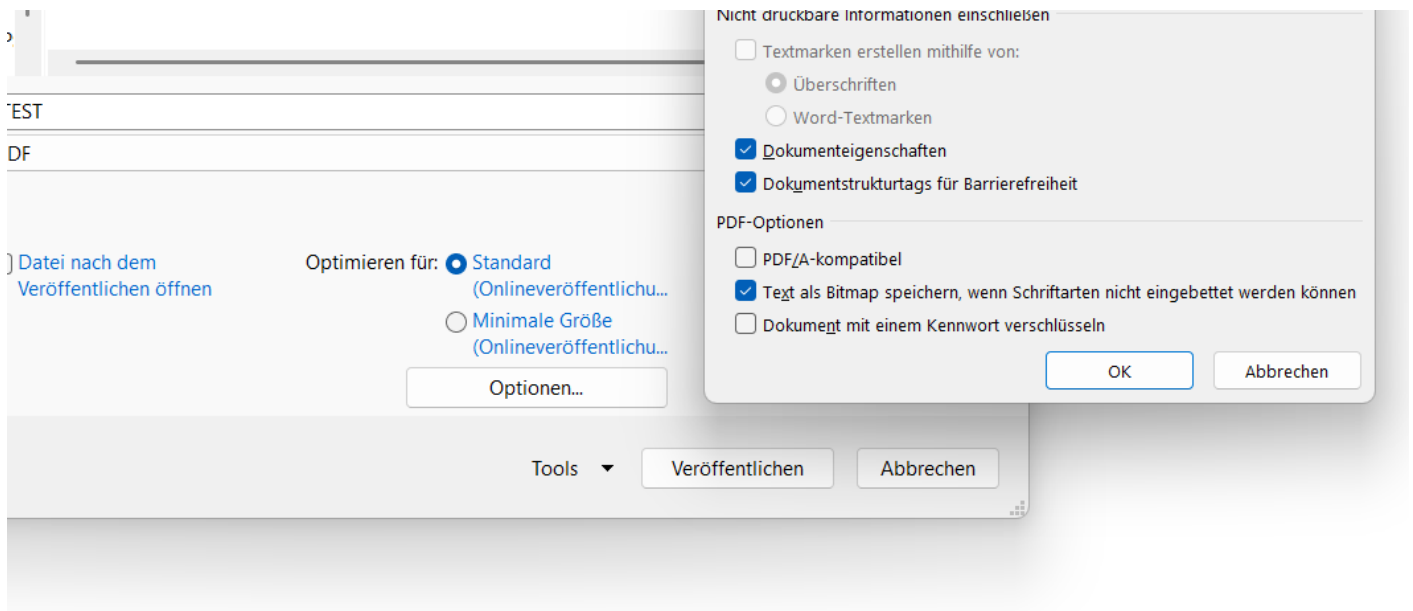 Nicht druckbare Informationen einschließen
Textmarken erstellen mithilfe von:
Überschriften
Word-Textmarken
Dokumenteigenschaften
Dokumentstrukturtags für Barrierefreiheit
PDF-Optionen
PDF/A-kompatibel
Text als Bitmap speichern, wenn Schriftarten nicht eingebettet werden können
Dokument mit einem Kennwort verschlüsseln
OK
Abbrechen
TEST
DF
Datei nach dem
Veröffentlichen öffnen
Optimieren für:
Standard
(Onlineveröffentlichu...
Minimale Größe
(Onlineveröffentlichu...
Optionen...
Tools
Veröffentlichen
Abbrechen